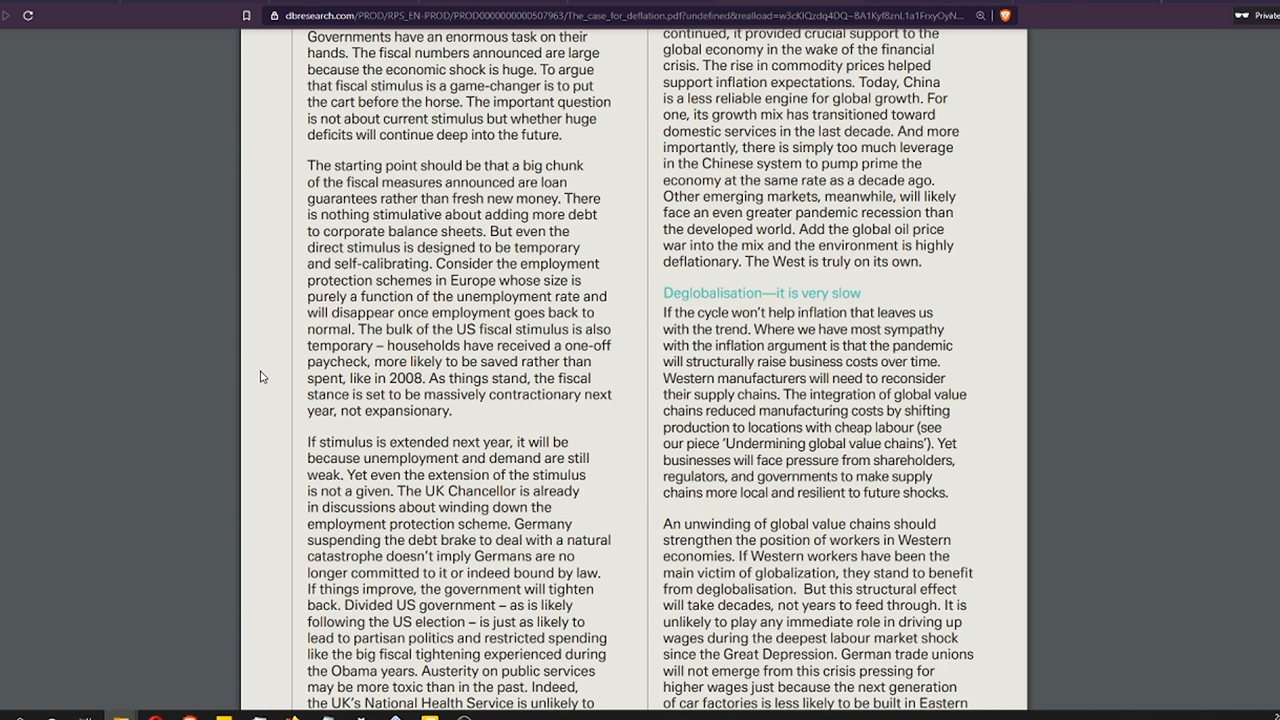 dbresearch.com/PROD/RPS_EN-PROD/PROD0000000000507963/The_case_for_deflation.pdf?undefined&realload=w3cKIQzdq4DQ~BA1Kyf8znL1a1FrxyOyN...
Private
Governments have an enormous task on their
hands. The fiscal numbers announced are large
because the economic shock is huge. To argue
that fiscal stimulus is a game-changer is to put
the cart before the horse. The important question
is not about current stimulus but whether huge
deficits will continue deep into the future.
The starting point should be that a big chunk
of the fiscal measures announced are loan
guarantees rather than fresh new money. There
is nothing stimulative about adding more debt
to corporate balance sheets. But even the
direct stimulus is designed to be temporary
and self-calibrating. Consider the employment
protection schemes in Europe whose size is
purely a function of the unemployment rate and
will disappear once employment goes back to
normal. The bulk of the US fiscal stimulus is also
temporary – households have received a one-off
paycheck, more likely to be saved rather than
spent, like in 2008. As things stand, the fiscal
stance is set to be massively contractionary next
year, not expansionary.
If stimulus is extended next year, it will be
because unemployment and demand are still
weak. Yet even the extension of the stimulus
is not a given. The UK Chancellor is already
in discussions about winding down the
employment protection scheme. Germany
suspending the debt brake to deal with a natural
catastrophe doesn't imply Germans are no
longer committed to it or indeed bound by law.
If things improve, the government will tighten
back. Divided US government – as is likely
following the US election – is just as likely to
lead to partisan politics and restricted spending
like the big fiscal tightening experienced during
the Obama years. Austerity on public services
may be more toxic than in the past. Indeed,
the UK's National Health Service is unlikely to
continued, it provided crucial support to the
global economy in the wake of the financial
crisis. The rise in commodity prices helped
support inflation expectations. Today, China
is a less reliable engine for global growth. For
one, its growth mix has transitioned toward
domestic services in the last decade. And more
importantly, there is simply too much leverage
in the Chinese system to pump prime the
economy at the same rate as a decade ago.
Other emerging markets, meanwhile, will likely
face an even greater pandemic recession than
the developed world. Add the global oil price
war into the mix and the environment is highly
deflationary. The West is truly on its own.
Deglobalisation—it is very slow
If the cycle won't help inflation that leaves us
with the trend. Where we have most sympathy
with the inflation argument is that the pandemic
will structurally raise business costs over time.
Western manufacturers will need to reconsider
their supply chains. The integration of global value
chains reduced manufacturing costs by shifting
production to locations with cheap labour (see
our piece 'Undermining global value chains'). Yet
businesses will face pressure from shareholders,
regulators, and governments to make supply
chains more local and resilient to future shocks.
An unwinding of global value chains should
strengthen the position of workers in Western
economies. If Western workers have been the
main victim of globalization, they stand to benefit
from deglobalisation. But this structural effect
will take decades, not years to feed through. It is
unlikely to play any immediate role in driving up
wages during the deepest labour market shock
since the Great Depression. German trade unions
will not emerge from this crisis pressing for
higher wages just because the next generation
of car factories is less likely to be built in Eastern